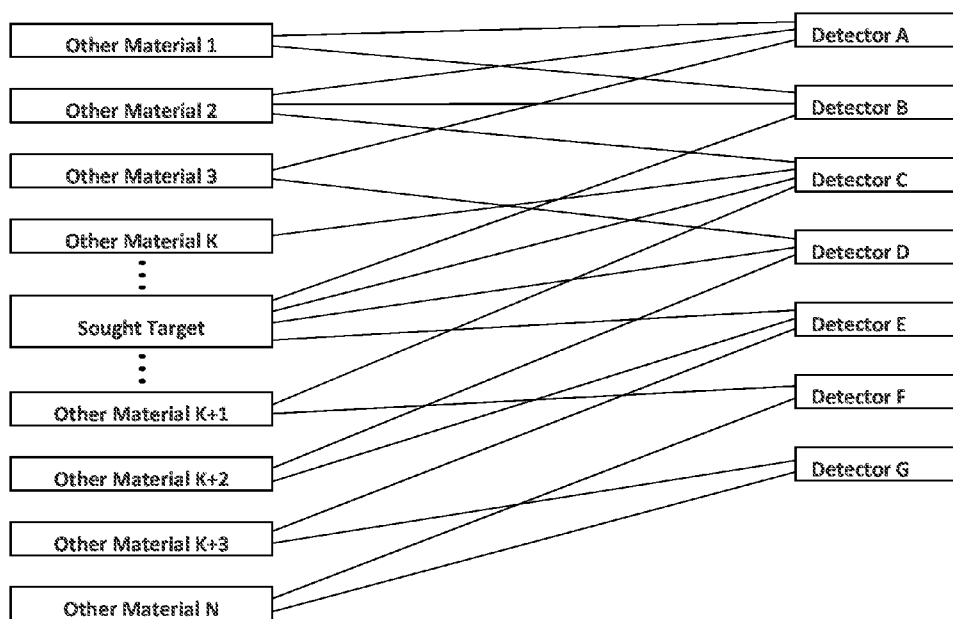 Other Material 1
Other Material 2
Other Material 3
Other Material K
Sought Target
Other Material K+1
Other Material K+2
Other Material K+3
Other Material N
Detector A
Detector B
Detector C
Detector D
Detector E
Detector F
Detector G